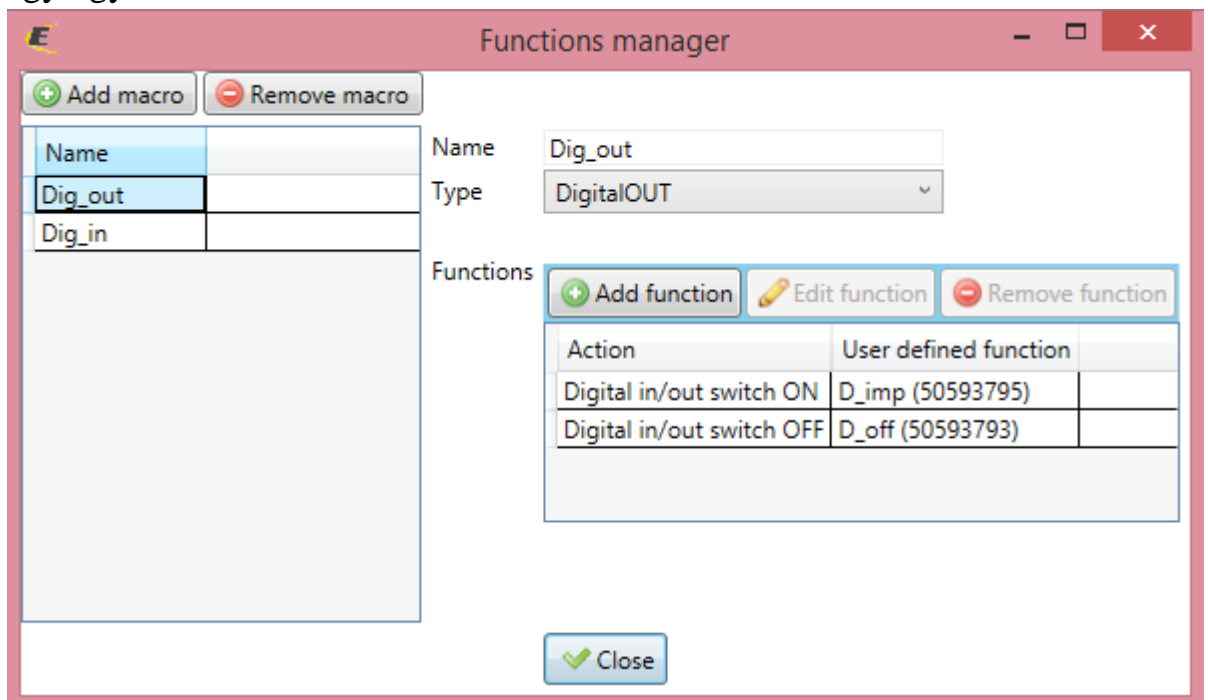 Functions manager
Add macro Remove macro
Name
Dig_out
Dig_in
Name Dig_out
Type DigitalOUT
Functions
Add function Edit function Remove function
Action User defined function
Digital in/out switch ON D_imp (50593795)
Digital in/out switch OFF D_off (50593793)
Close